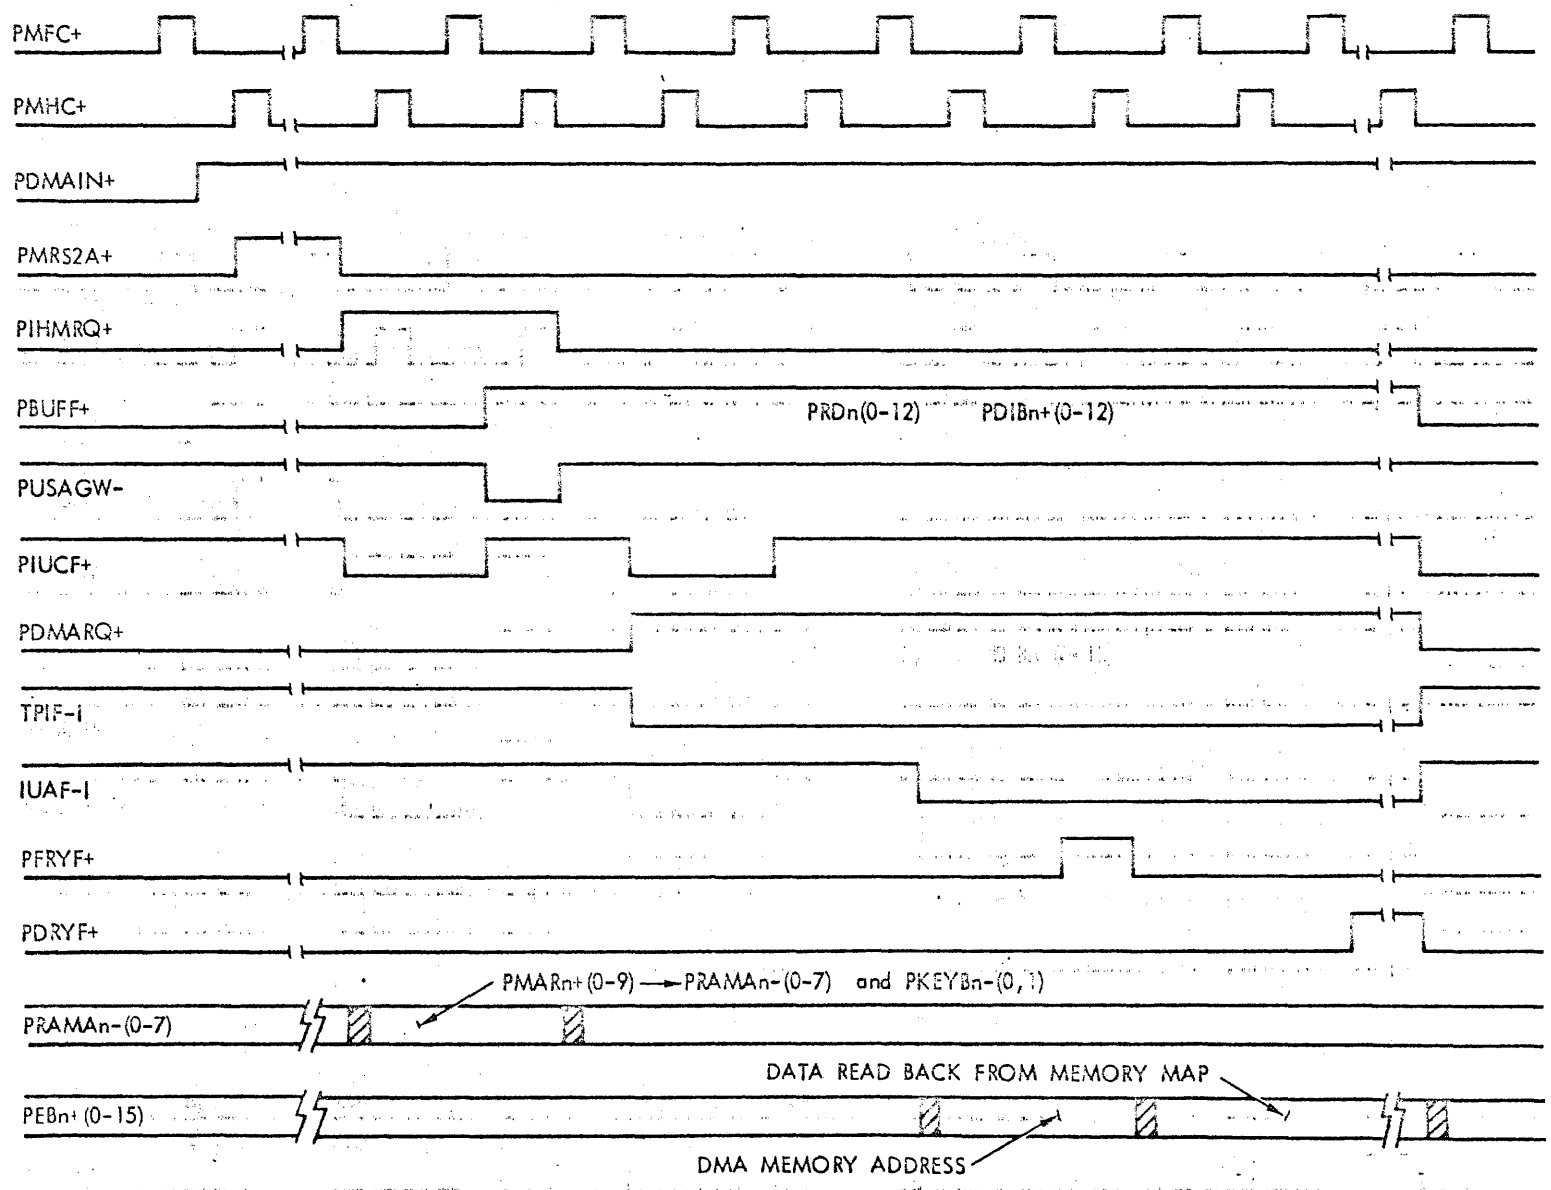 PMFC+
PMHC+
PDMAIN+
PMRS2A+
PIHMRQ+
PBUFF+
PRDn(0-12) PDIBn+(0-12)
PUSAGW-
PIUCF+
PDMARQ+
TPIF-I
IUAF-I
PFRYF+
PDRYF+
PMARn+(0-9)→PRAMAn-(0-7) and PKEYBn-(0,1)
PRAMAn-(0-7)
DATA READ BACK FROM MEMORY MAP
PEBn+(0-15)
DMA MEMORY ADDRESS